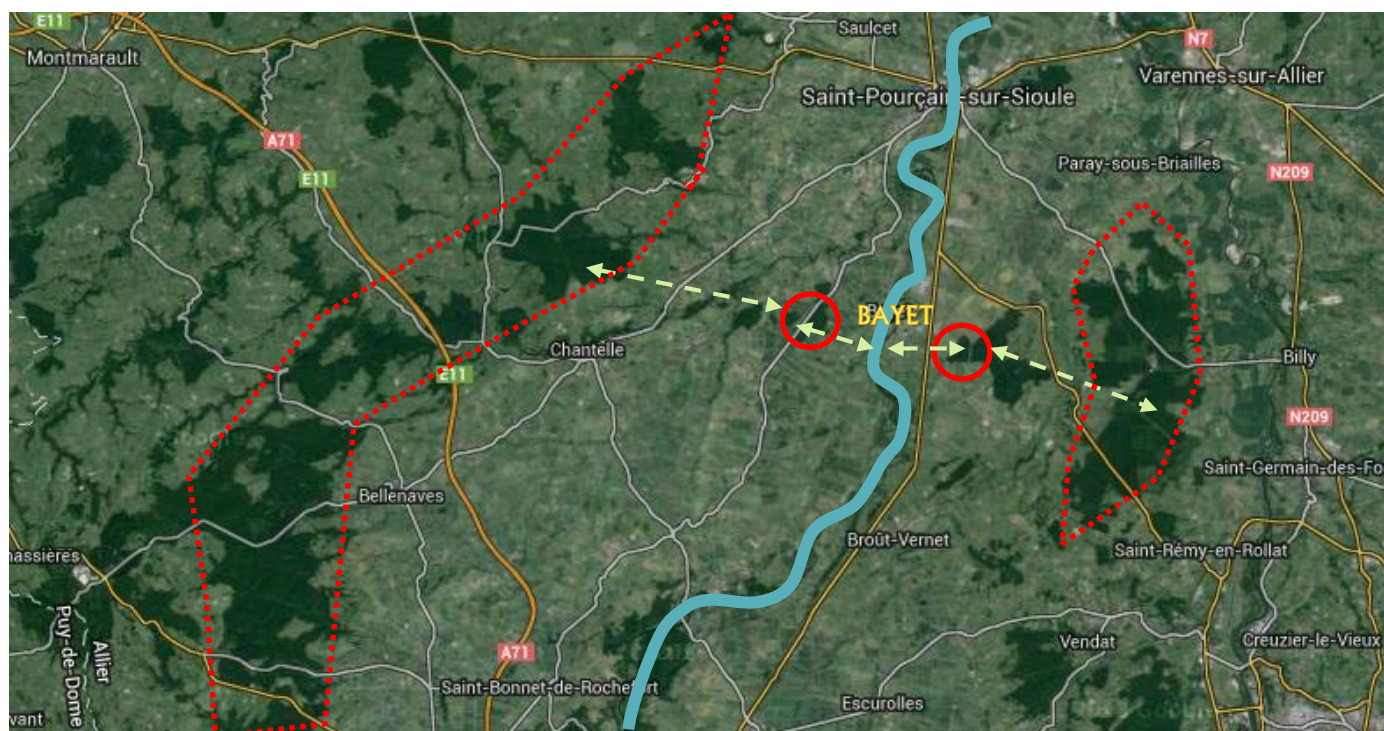 E11
Montmarault
Saulcet
N7
Varennes-sur-Allier
Saint-Pourçain-sur-Sioule
A71
E11
Paray-sous-Briailles
N209
BAYET
Chantelle
E11
Billy
N209
Saint-Germain-des-Fo
Bellenaves
Broût-Vernet
Saint-Rémy-en-Rollat
hassières
Puy-de-Dome
Allier
A71
Vendat
Creuzier-le-Vieux
Saint-Bonnet-de-Rochefort
Escurolles
vant